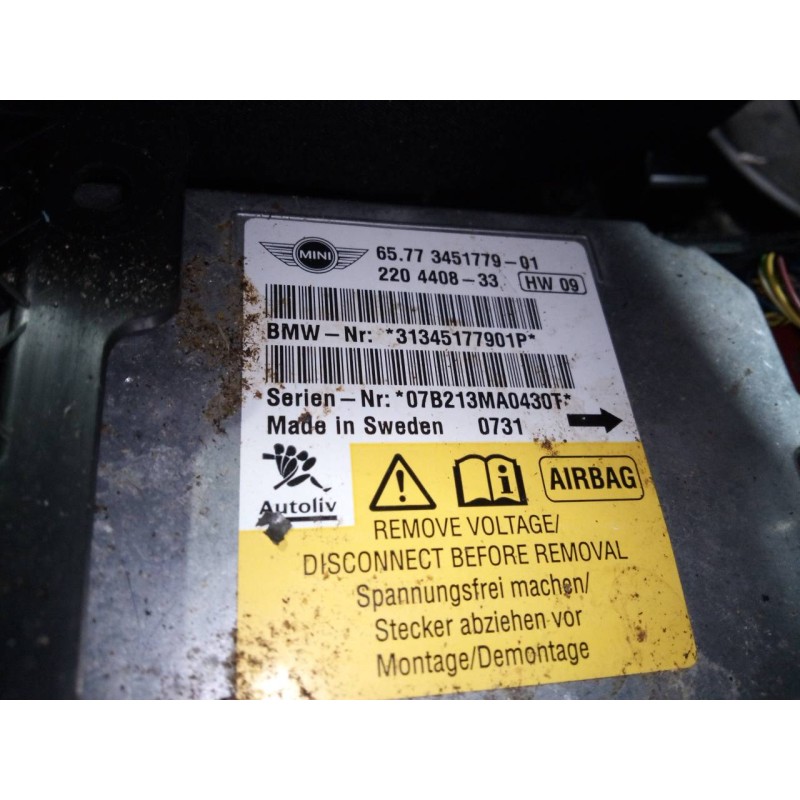 MINI
65.77 3451779-01
220 4408-33 HW 09
BMW-Nr: *31345177901P*
Serien-Nr: *07B213MA0430T*
Made in Sweden 0731
Autoliv
AIRBAG
REMOVE VOLTAGE/
DISCONNECT BEFORE REMOVAL
Spannungsfrei machen/
Stecker abziehen vor
Montage/Demontage